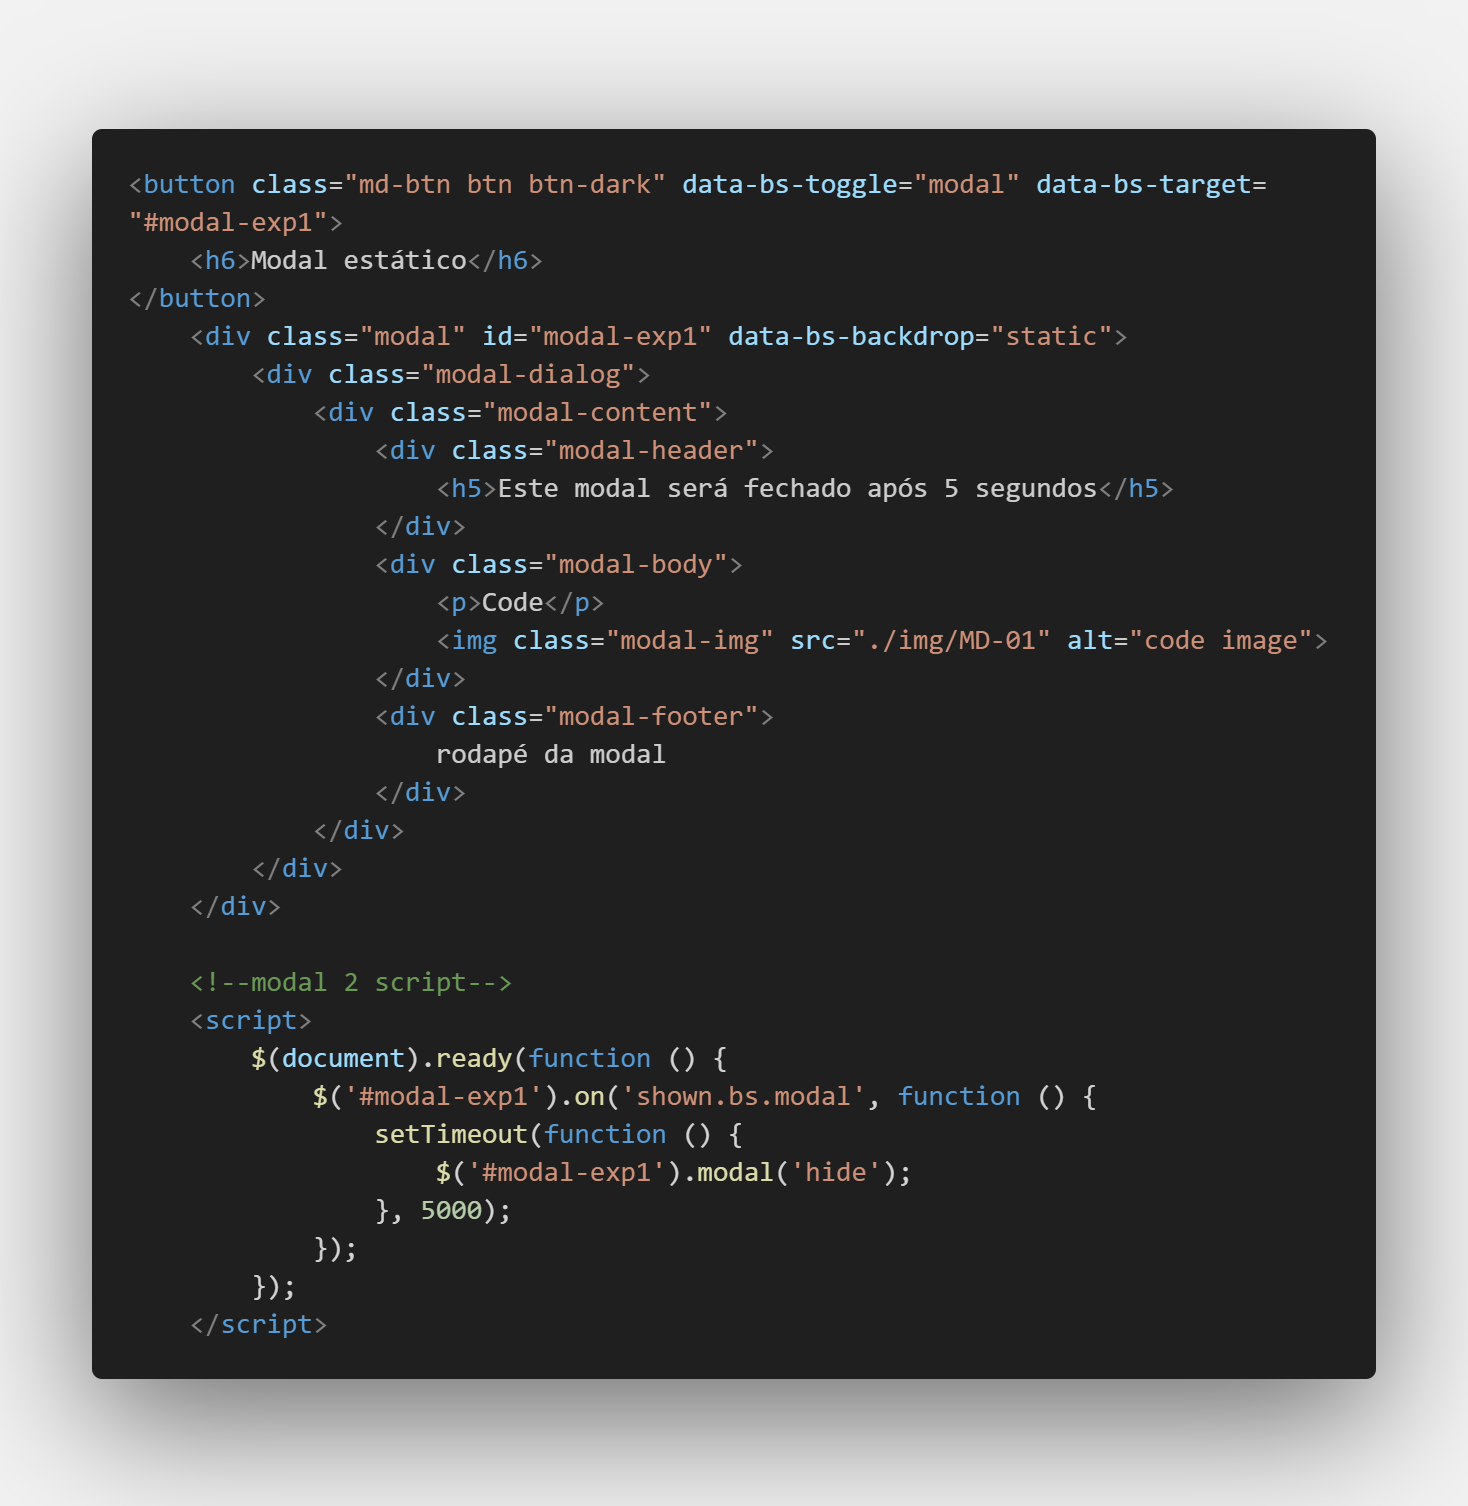 <button class="md-btn btn btn-dark" data-bs-toggle="modal" data-bs-target=
"#modal-exp1">
    <h6>Modal estático</h6>
</button>
    <div class="modal" id="modal-exp1" data-bs-backdrop="static">
        <div class="modal-dialog">
            <div class="modal-content">
                <div class="modal-header">
                    <h5>Este modal será fechado após 5 segundos</h5>
                </div>
                <div class="modal-body">
                    <p>Code</p>
                    <img class="modal-img" src="./img/MD-01" alt="code image">
                </div>
                <div class="modal-footer">
                    rodapé da modal
                </div>
            </div>
        </div>
    </div>

    <!--modal 2 script-->
    <script>
        $(document).ready(function () {
            $('#modal-exp1').on('shown.bs.modal', function () {
                setTimeout(function () {
                    $('#modal-exp1').modal('hide');
                }, 5000);
            });
        });
    </script>